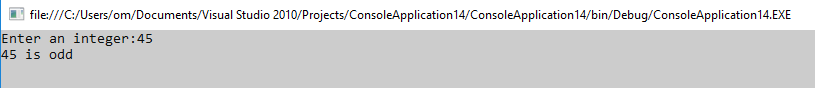 file:///C:/Users/om/Documents/Visual Studio 2010/Projects/ConsoleApplication14/ConsoleApplication14/bin/Debug/ConsoleApplication14.EXE
Enter an integer:45
45 is odd